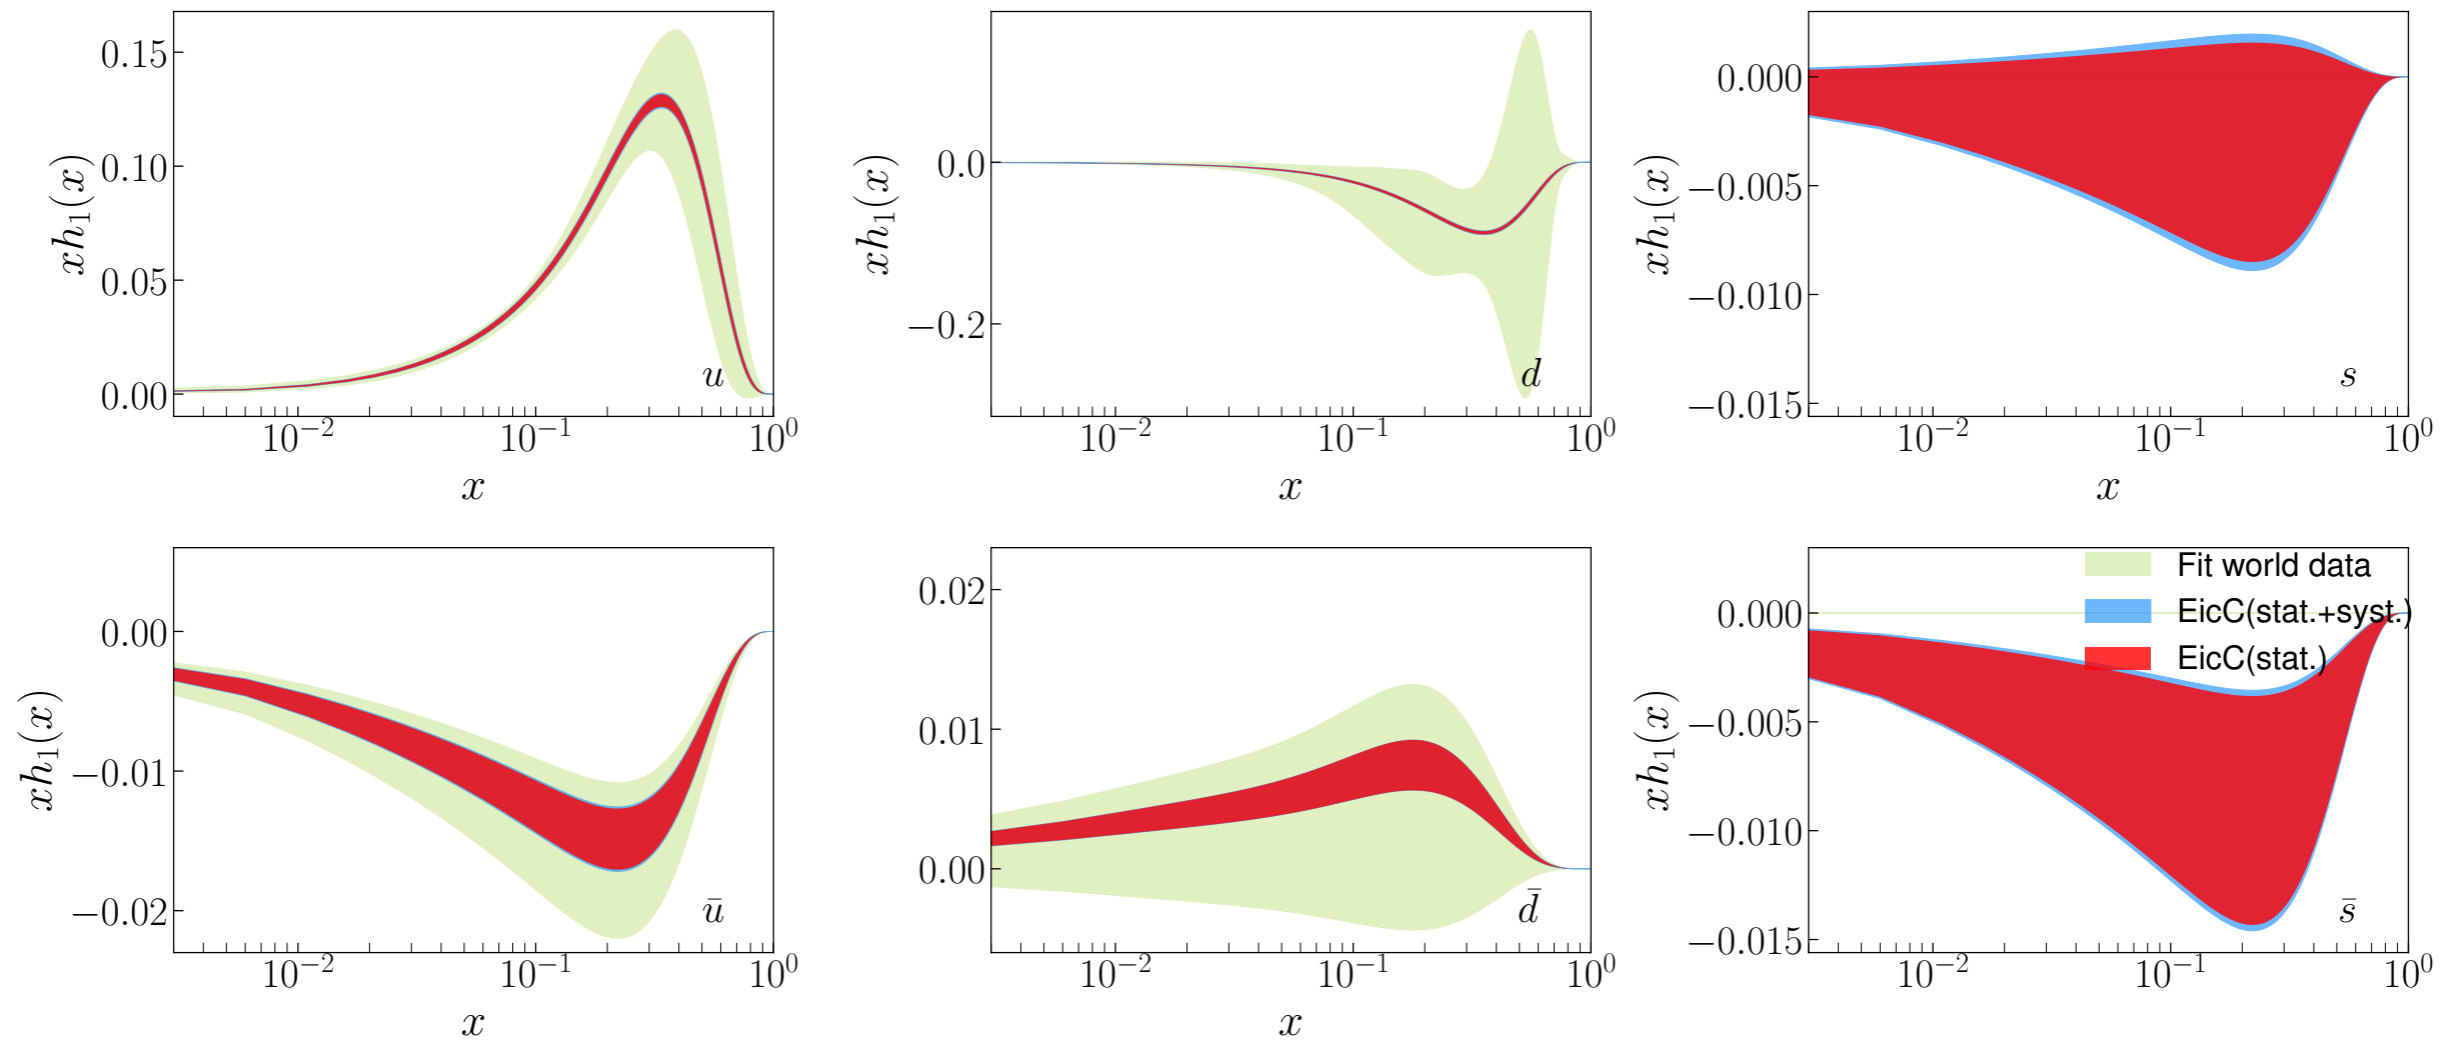 0.15
0.10
0.05
0.00
xh₁(x)
u
10⁻² 10⁻¹ 10⁰
x
0.0
−0.2
xh₁(x)
d
10⁻² 10⁻¹ 10⁰
x
0.000
−0.005
−0.010
−0.015
xh₁(x)
s
10⁻² 10⁻¹ 10⁰
x
0.00
−0.01
−0.02
xh₁(x)
ū
10⁻² 10⁻¹ 10⁰
x
0.02
0.01
0.00
d̄
10⁻² 10⁻¹ 10⁰
x
0.000
−0.005
−0.010
−0.015
xh₁(x)
Fit world data
EicC(stat.+syst.)
EicC(stat.)
s̄
10⁻² 10⁻¹ 10⁰